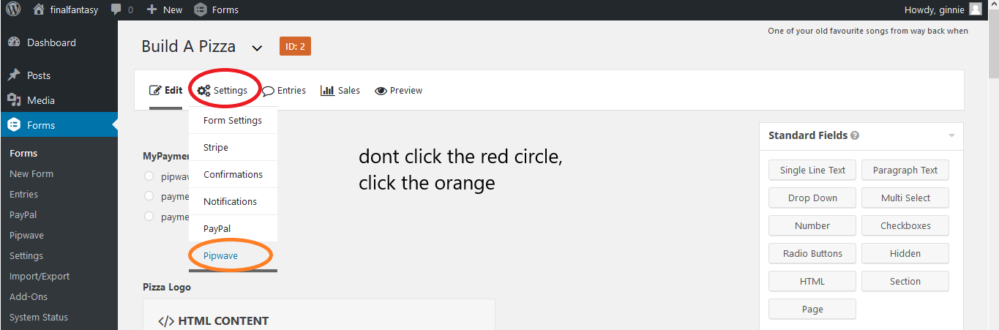 finalfantasy 0 + New Forms Howdy, ginnie
One of your old favourite songs from way back when
Dashboard
Posts
Media
Forms
Forms
New Form
Entries
PayPal
Pipwave
Settings
Import/Export
Add-Ons
System Status
Build A Pizza ID: 2
Edit Settings Entries Sales Preview
Form Settings
Stripe
Confirmations
Notifications
PayPal
Pipwave
MyPaymen
pipwav
payme
payme
dont click the red circle,
click the orange
Pizza Logo
</> HTML CONTENT
Standard Fields ?
Single Line Text Paragraph Text
Drop Down Multi Select
Number Checkboxes
Radio Buttons Hidden
HTML Section
Page